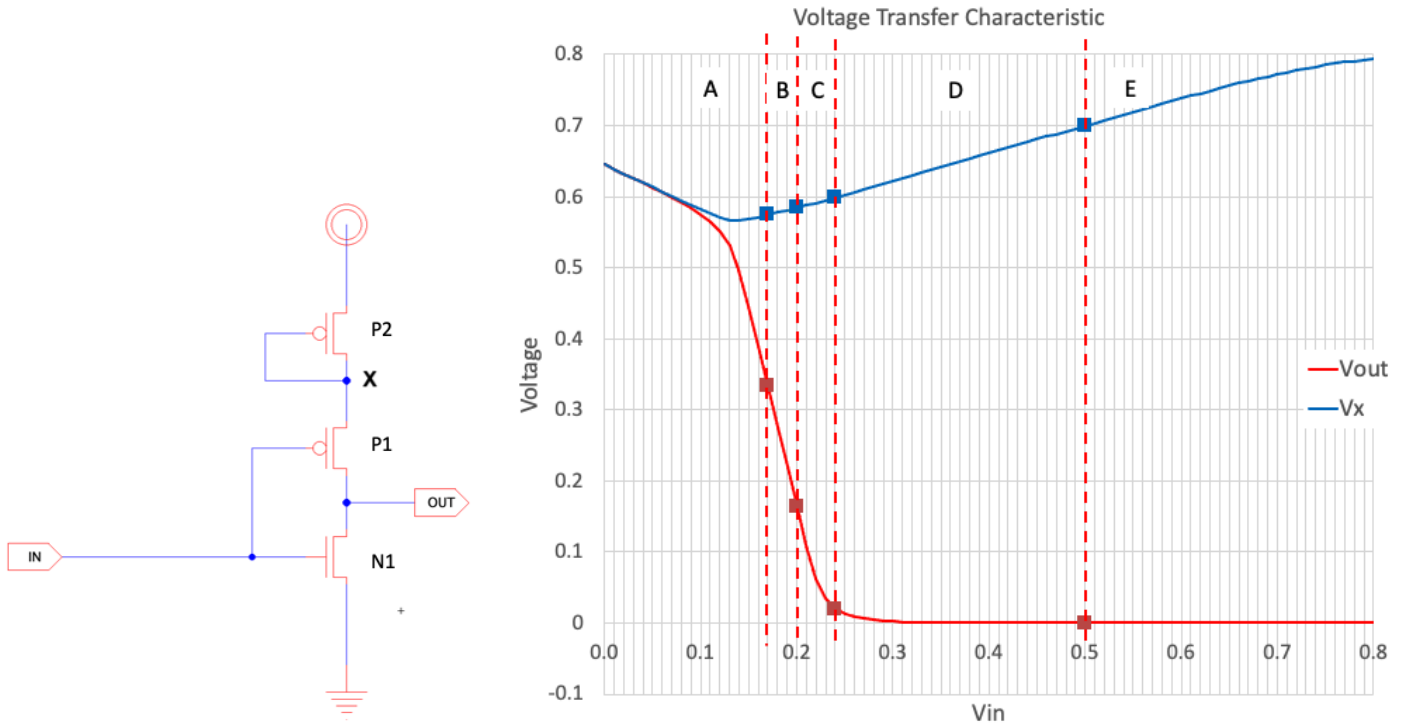 Voltage Transfer Characteristic
0.8
A
B
C
D
E
0.7
0.6
0.5
0.4
0.3
0.2
0.1
0
-0.1
Voltage
0.0
0.1
0.2
0.3
0.4
0.5
0.6
0.7
0.8
Vin
Vout
Vx
P2
X
P1
OUT
IN
N1
+